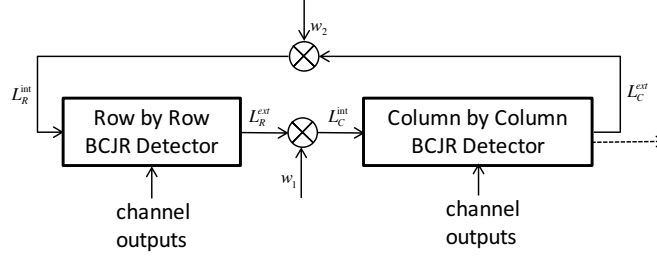 w₂
L_R^int
Row by Row
BCJR Detector
L_R^ext
L_C^int
Column by Column
BCJR Detector
L_C^ext
w₁
channel
outputs
channel
outputs